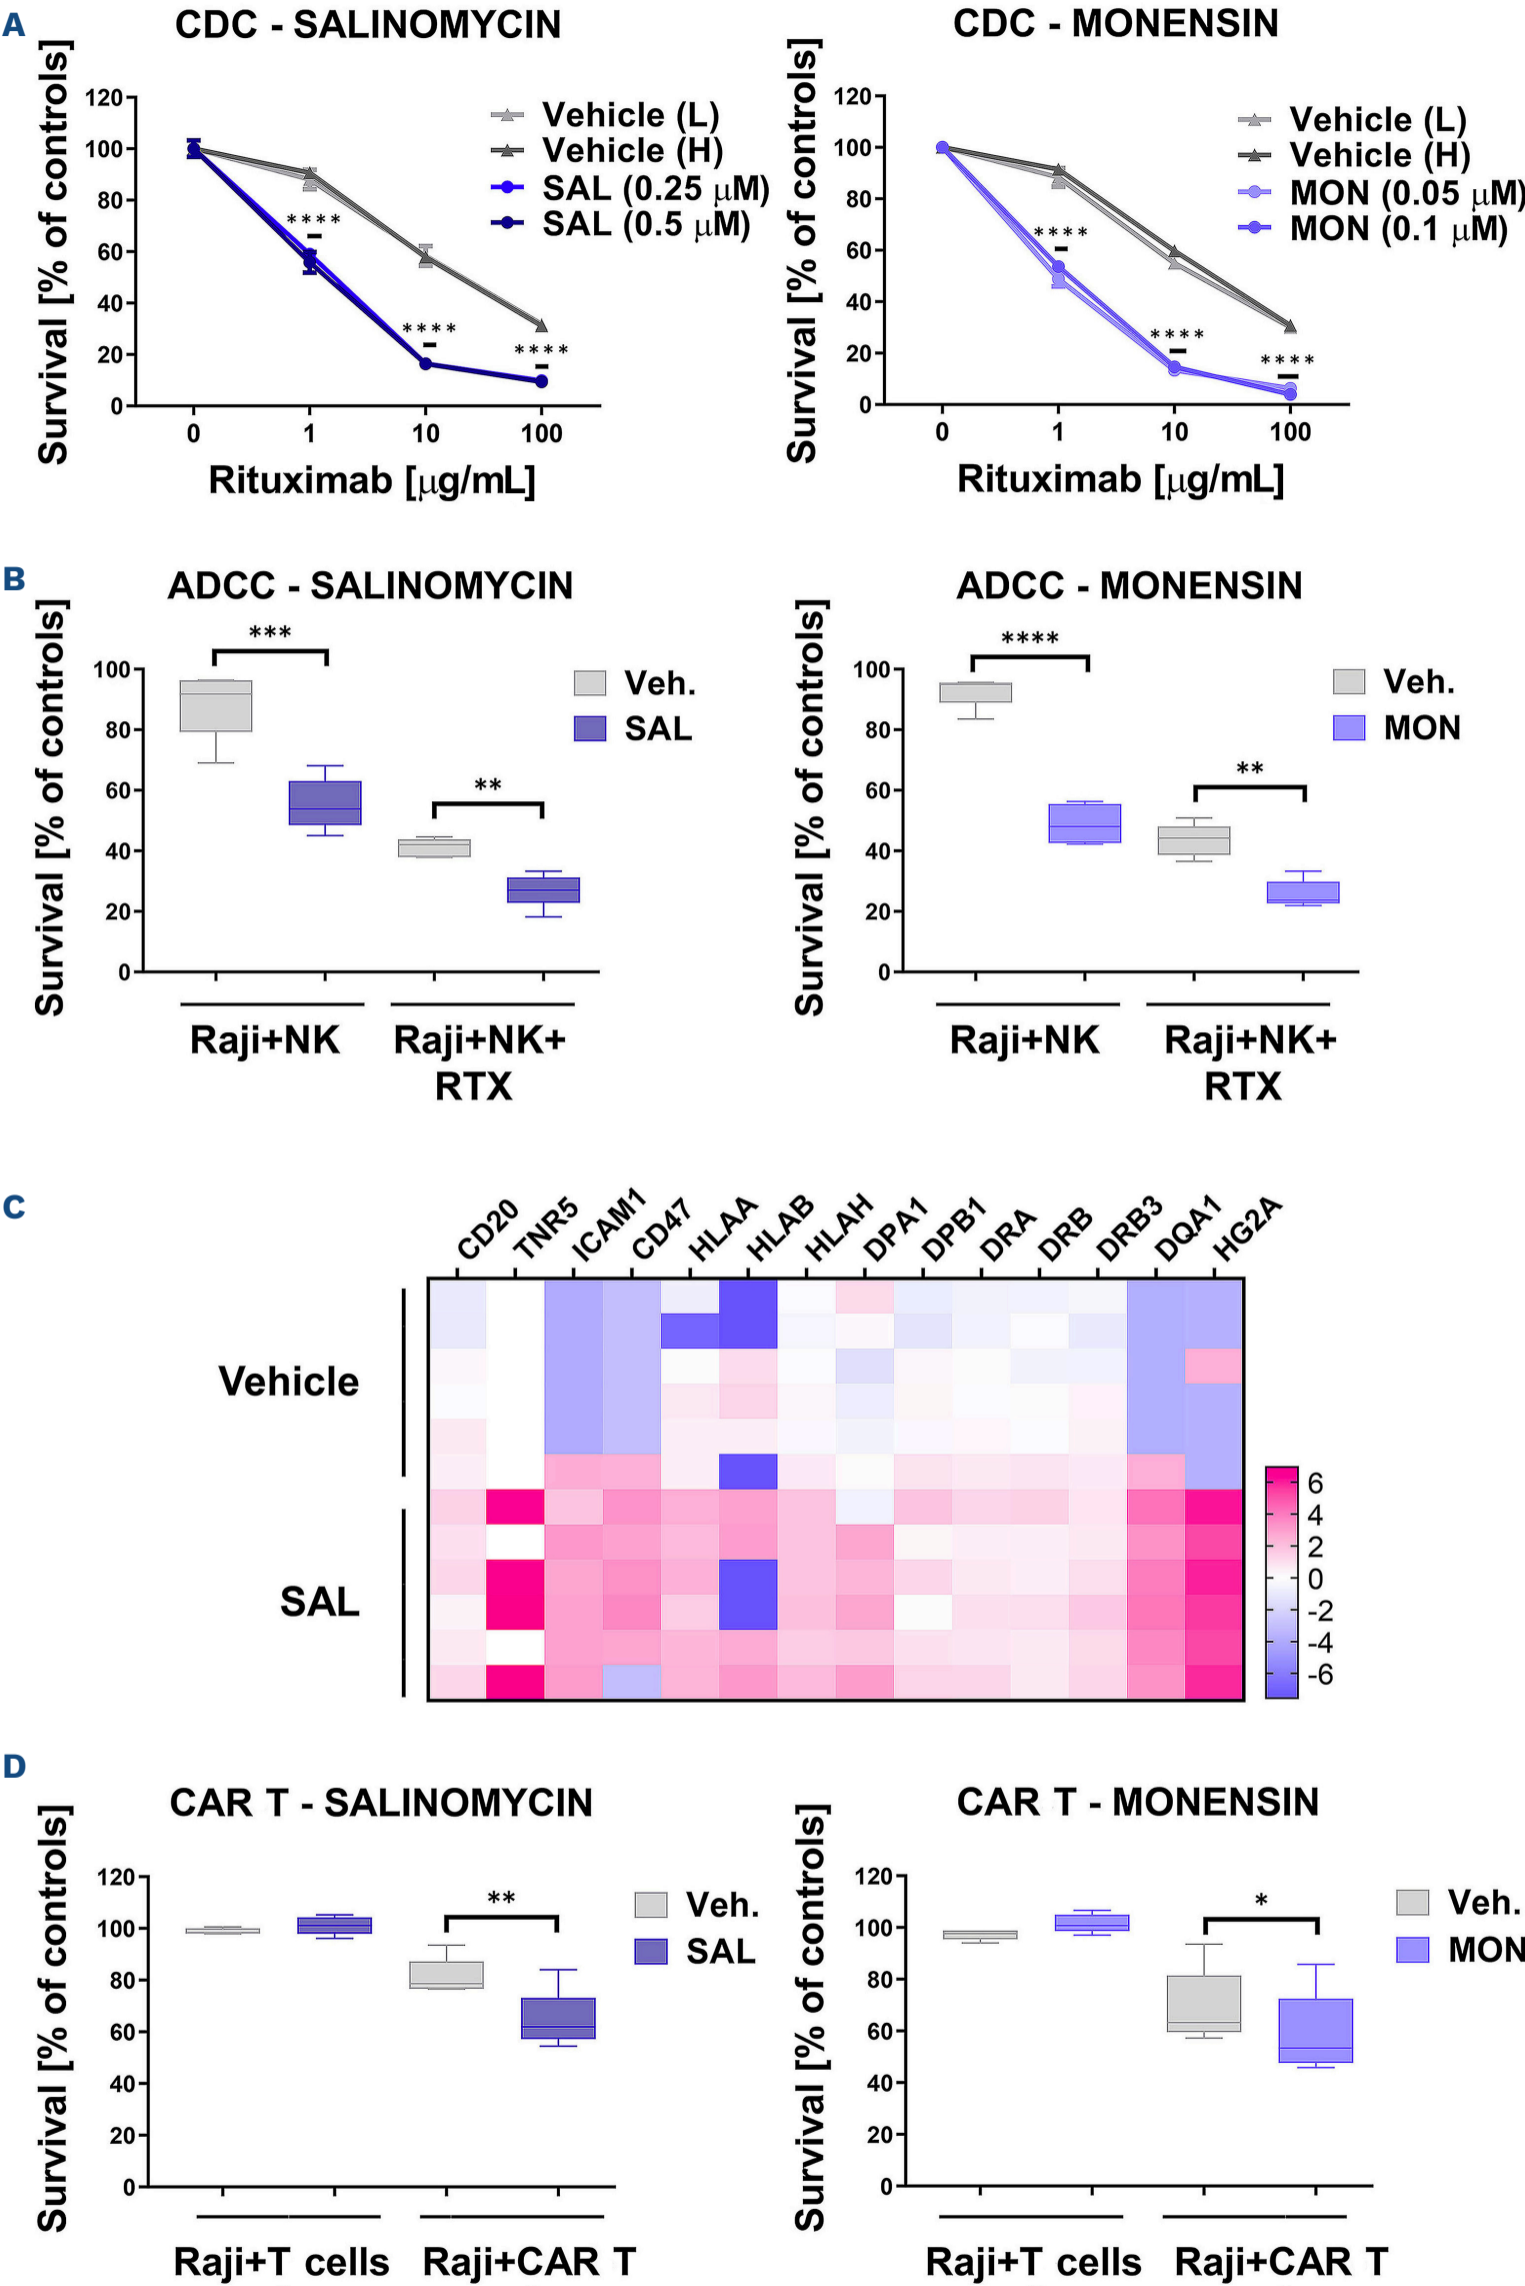 A
CDC - SALINOMYCIN
Survival [% of controls]
120
100
80
60
40
20
0
0 1 10 100
Rituximab [μg/mL]
Vehicle (L)
Vehicle (H)
SAL (0.25 μM)
SAL (0.5 μM)
****
****
****
CDC - MONENSIN
Survival [% of controls]
120
100
80
60
40
20
0
0 1 10 100
Rituximab [μg/mL]
Vehicle (L)
Vehicle (H)
MON (0.05 μM)
MON (0.1 μM)
****
****
****
B
ADCC - SALINOMYCIN
Survival [% of controls]
100
80
60
40
20
0
***
**
Veh.
SAL
Raji+NK
Raji+NK+
RTX
ADCC - MONENSIN
Survival [% of controls]
100
80
60
40
20
0
****
**
Veh.
MON
Raji+NK
Raji+NK+
RTX
C
CD20 TNR5 ICAM1 CD47 HLAA HLAB HLAH DPA1 DPB1 DRA DRB DRB3 DQA1 HG2A
Vehicle
SAL
6
4
2
0
-2
-4
-6
D
CAR T - SALINOMYCIN
Survival [% of controls]
120
100
80
60
40
20
0
**
Veh.
SAL
Raji+T cells
Raji+CAR T
CAR T - MONENSIN
Survival [% of controls]
120
100
80
60
40
20
0
*
Veh.
MON
Raji+T cells
Raji+CAR T